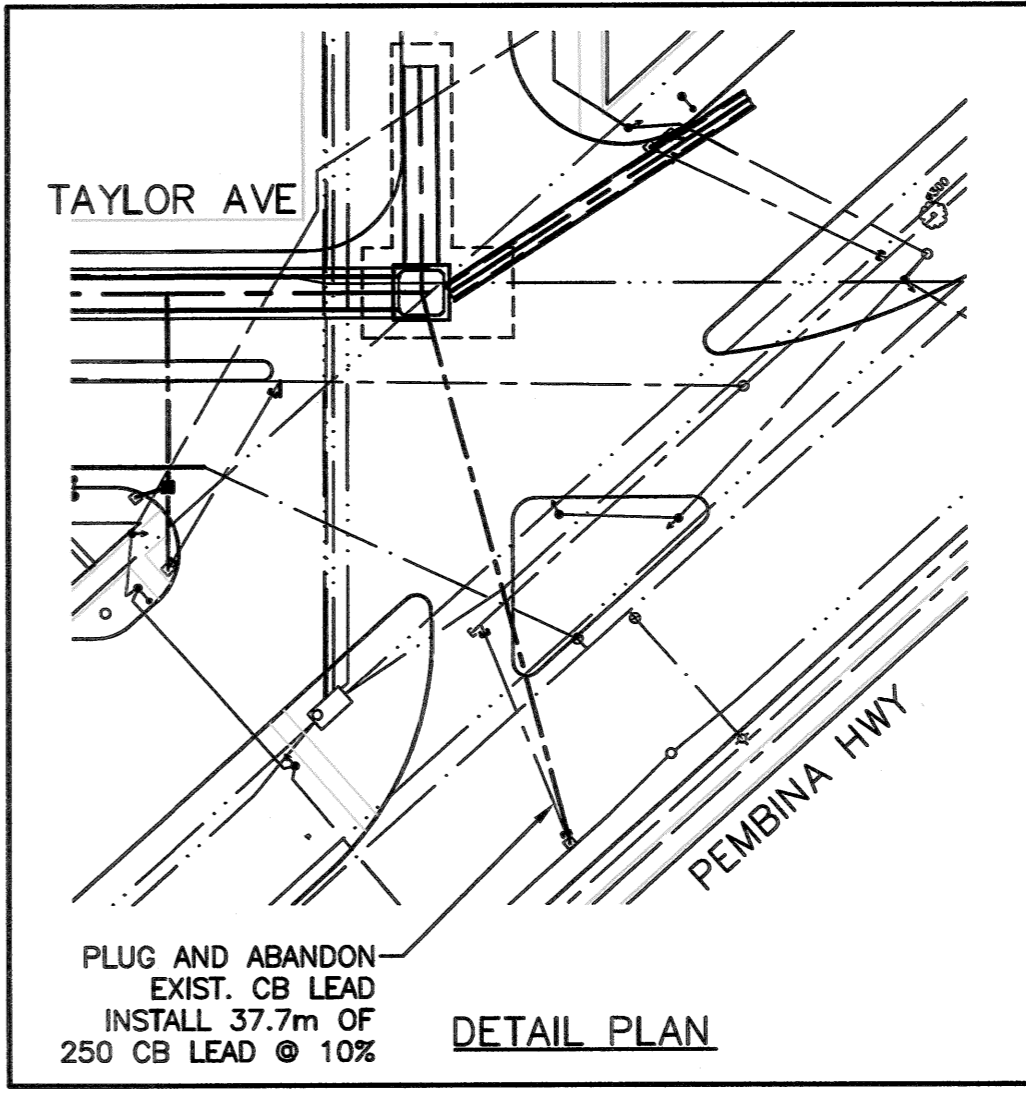 TAYLOR AVE
ø300
PEMBINA HWY
PLUG AND ABANDON
EXIST. CB LEAD
INSTALL 37.7m OF
250 CB LEAD @ 10%
DETAIL PLAN